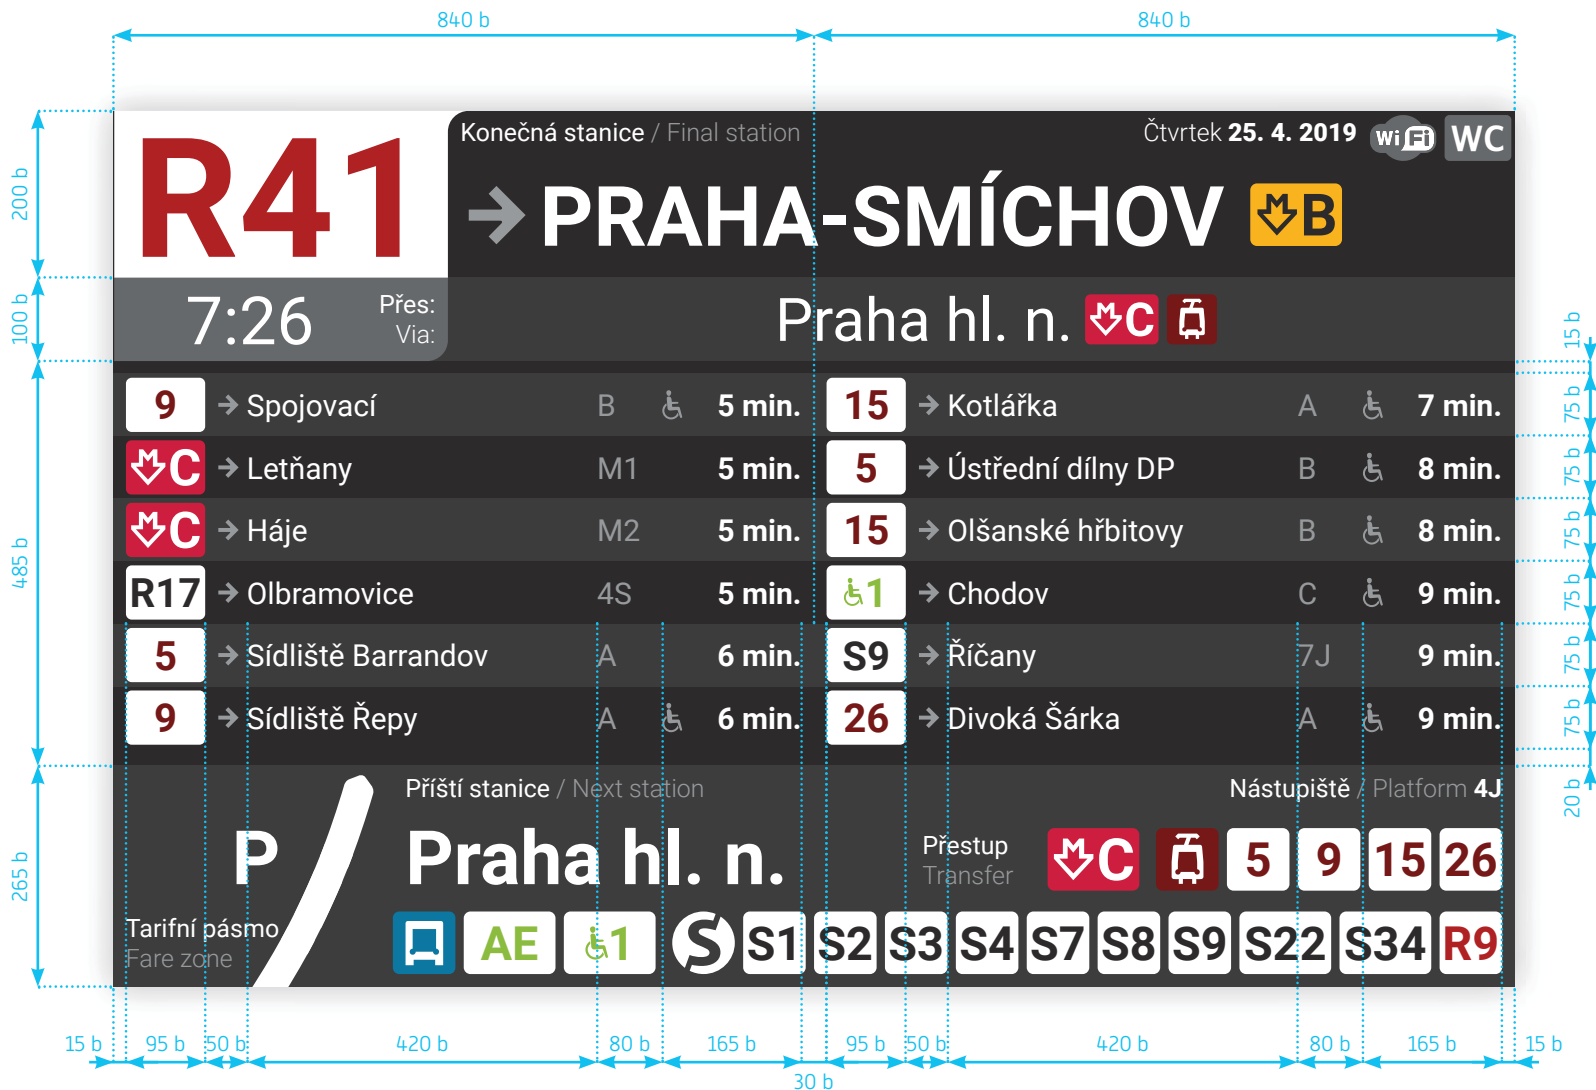 840 b 840 b
R41
Konečná stanice / Final station
Čtvrtek 25. 4. 2019 WiFi WC
PRAHA-SMÍCHOV M B
200 b
7:26 Přes:
Via:
Praha hl. n. M C
100 b
15 b
9 Spojovací B 5 min.
M C Letňany M1 5 min.
M C Háje M2 5 min.
R17 Olbramovice 4S 5 min.
5 Sídliště Barrandov A 6 min.
9 Sídliště Řepy A 6 min.
15 Kotlářka A 7 min.
5 Ústřední dílny DP B 8 min.
15 Olšanské hřbitovy B 8 min.
1 Chodov C 9 min.
S9 Říčany 7J 9 min.
26 Divoká Šárka A 9 min.
485 b
75 b
75 b
75 b
75 b
75 b
75 b
20 b
Příští stanice / Next station
Nástupiště / Platform 4J
P
Praha hl. n.
Přestup
Transfer
M C 5 9 15 26
Tarifní pásmo
Fare zone
AE 1 S S1 S2 S3 S4 S7 S8 S9 S22 S34 R9
265 b
15 b 95 b 50 b 420 b 80 b 165 b 95 b 50 b 420 b 80 b 165 b 15 b
30 b